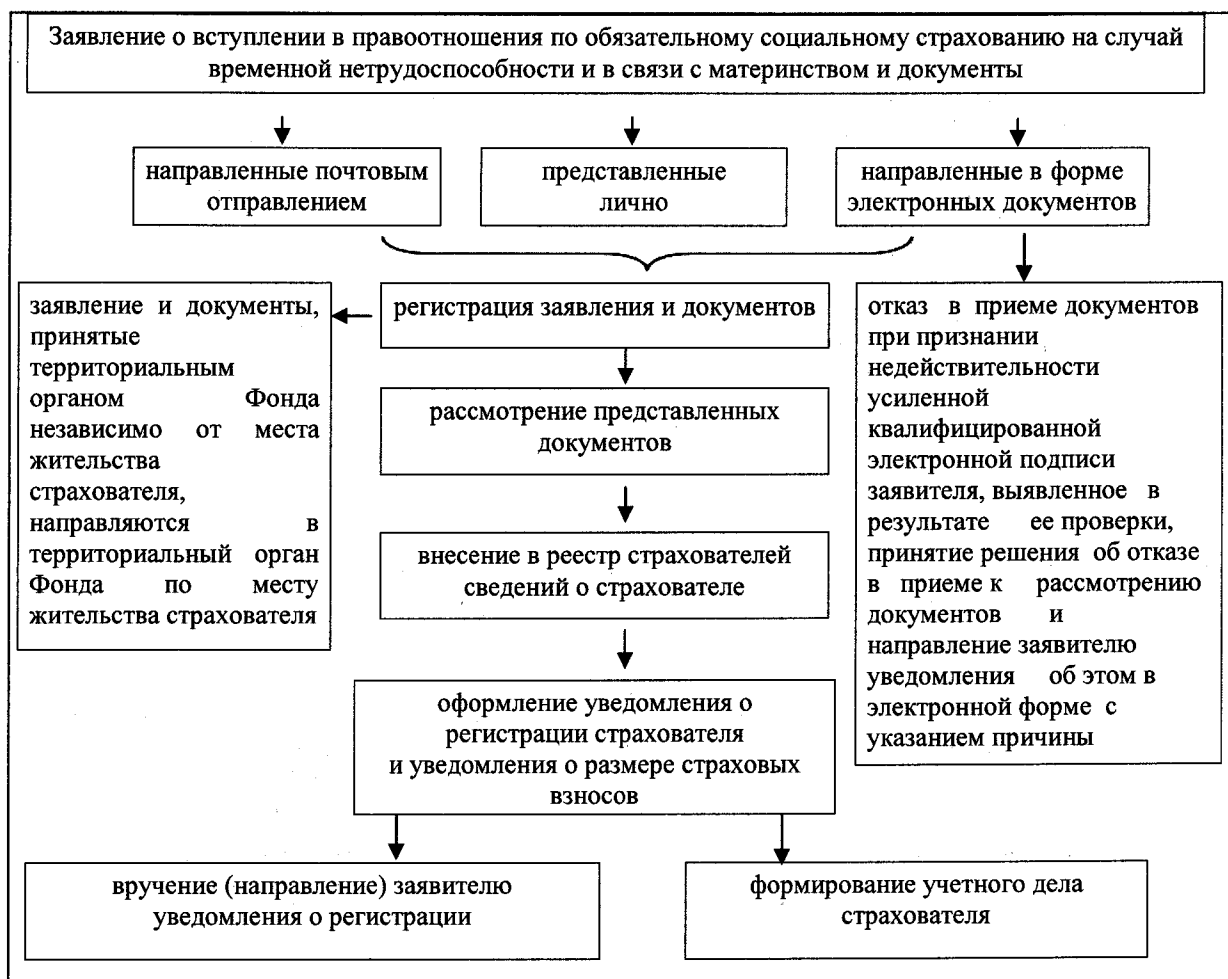 Заявление о вступлении в правоотношения по обязательному социальному страхованию на случай
временной нетрудоспособности и в связи с материнством и документы
направленные почтовым
отправлением
представленные
лично
направленные в форме
электронных документов
заявление и документы,
принятые
территориальным
органом Фонда
независимо от места
жительства
страхователя,
направляются в
территориальный орган
Фонда по месту
жительства страхователя
регистрация заявления и документов
рассмотрение представленных
документов
внесение в реестр страхователей
сведений о страхователе
оформление уведомления о
регистрации страхователя
и уведомления о размере страховых
взносов
отказ в приеме документов
при признании
недействительности
усиленной
квалифицированной
электронной подписи
заявителя, выявленное в
результате ее проверки,
принятие решения об отказе
в приеме к рассмотрению
документов и
направление заявителю
уведомления об этом в
электронной форме с
указанием причины
вручение (направление) заявителю
уведомления о регистрации
формирование учетного дела
страхователя